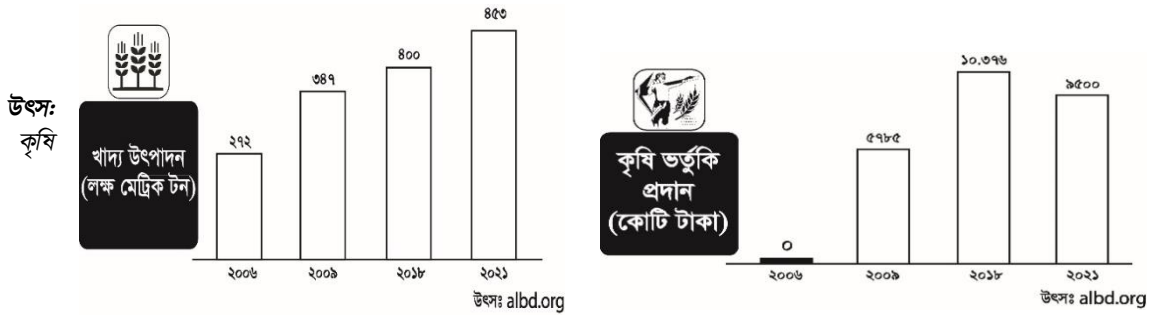 উৎস:
কৃষি
খাদ্য উৎপাদন
(লক্ষ মেট্রিক টন)
২৭২
৩৪৭
৪০০
৪৫৩
২০০৬
২০০৯
২০১৮
২০২১
উৎসঃ albd.org
কৃষি ভর্তুকি
প্রদান
(কোটি টাকা)
০
৫৭৮৫
১০.৩৭৬
৯৫০০
২০০৬
২০০৯
২০১৮
২০২১
উৎসঃ albd.org